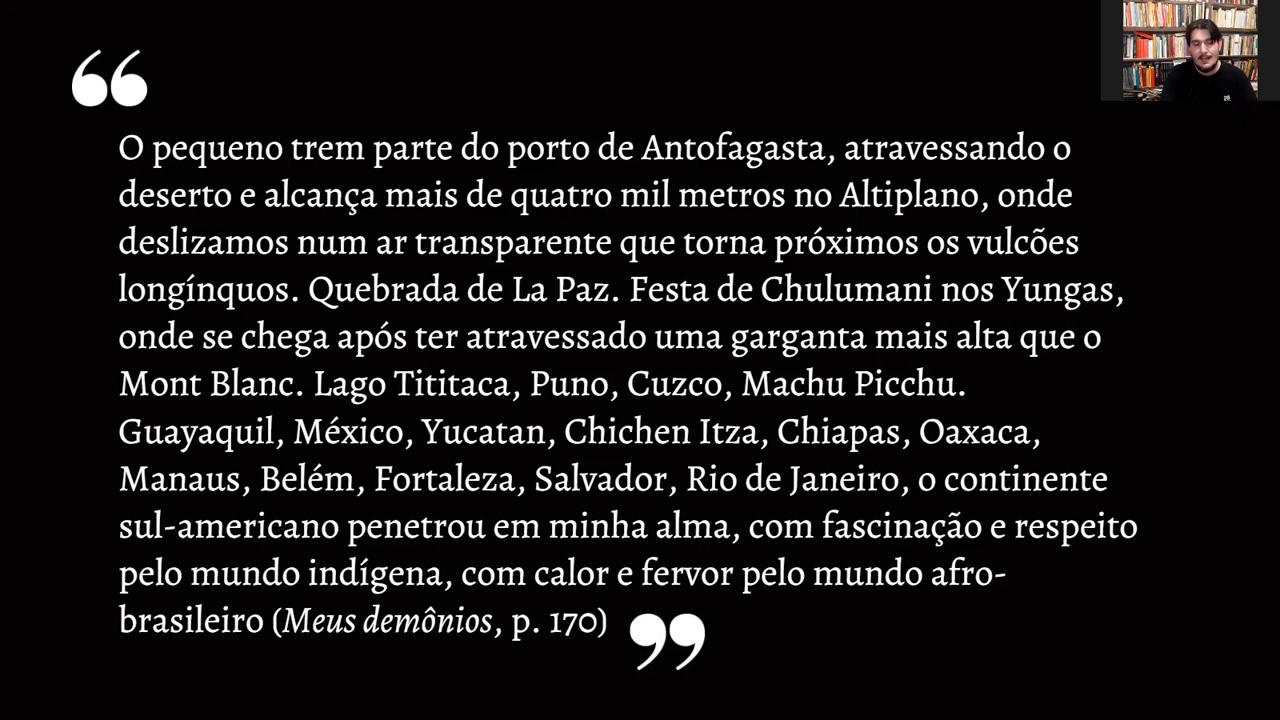 “
O pequeno trem parte do porto de Antofagasta, atravessando o
deserto e alcança mais de quatro mil metros no Altiplano, onde
deslizamos num ar transparente que torna próximos os vulcões
longínquos. Quebrada de La Paz. Festa de Chulumani nos Yungas,
onde se chega após ter atravessado uma garganta mais alta que o
Mont Blanc. Lago Tititaca, Puno, Cuzco, Machu Picchu.
Guayaquil, México, Yucatan, Chichen Itza, Chiapas, Oaxaca,
Manaus, Belém, Fortaleza, Salvador, Rio de Janeiro, o continente
sul-americano penetrou em minha alma, com fascinação e respeito
pelo mundo indígena, com calor e fervor pelo mundo afro-
brasileiro (Meus demônios, p. 170)
”